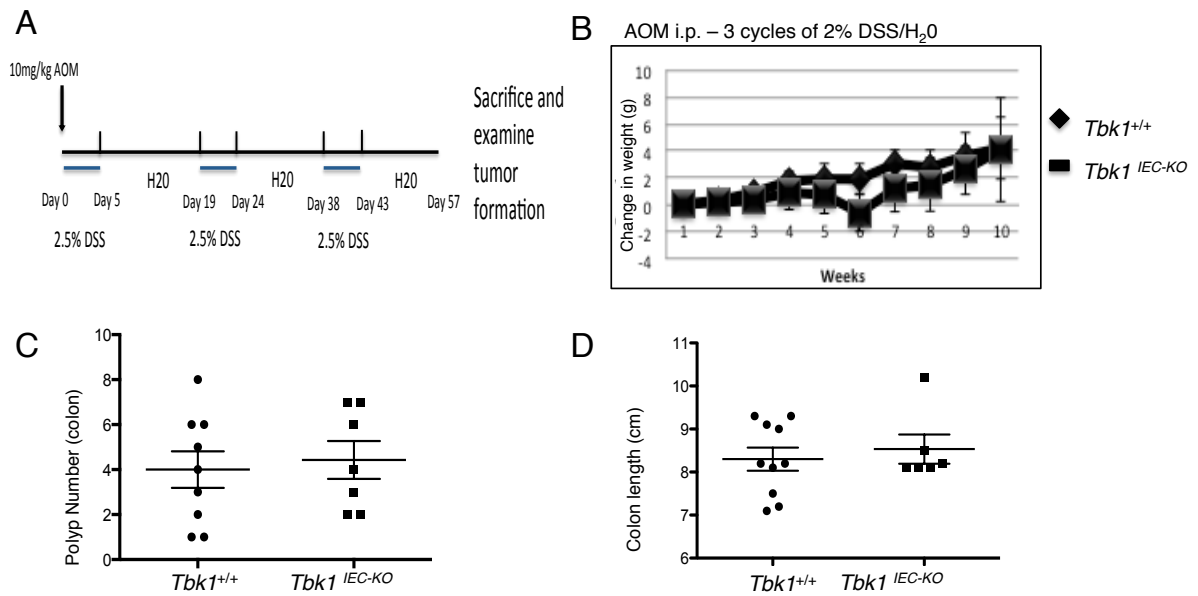 A
10mg/kg AOM
H20
H20
H20
Day 0
Day 5
Day 19
Day 24
Day 38
Day 43
Day 57
2.5% DSS
2.5% DSS
2.5% DSS
Sacrifice and
examine
tumor
formation
B
AOM i.p. – 3 cycles of 2% DSS/H₂0
Change in weight (g)
10
8
6
4
2
0
-2
-4
1 2 3 4 5 6 7 8 9 10
Weeks
Tbk1+/+
Tbk1 IEC-KO
C
Polyp Number (colon)
10
8
6
4
2
0
Tbk1+/+
Tbk1 IEC-KO
D
Colon length (cm)
11
10
9
8
7
6
Tbk1+/+
Tbk1 IEC-KO